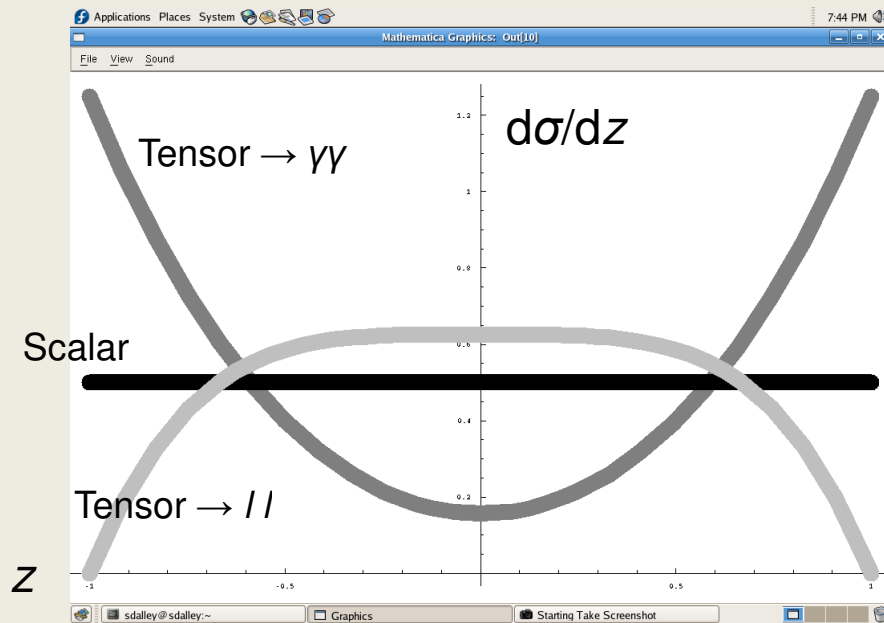 Applications Places System 7:44 PM
Mathematica Graphics: Out[10]
File View Sound
1.2
dσ/dz
Tensor → γγ
1
0.8
Scalar
0.6
0.4
Tensor → l l
0.2
z
-1 -0.5 0.5 1
sdalley@sdalley:~ Graphics Starting Take Screenshot